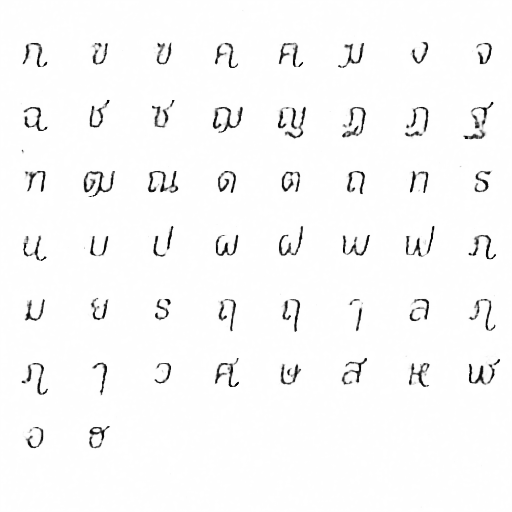 ก ข ฃ ค ฅ ฆ ง จ
ฉ ช ซ ฌ ญ ฎ ฏ ฐ
ฑ ฒ ณ ด ต ถ ท ธ
น บ ป ผ ฝ พ ฟ ภ
ม ย ร ฤ ฤ ๅ ล ฦ
ฦ ๅ ว ศ ษ ส ห ฬ
อ ฮ